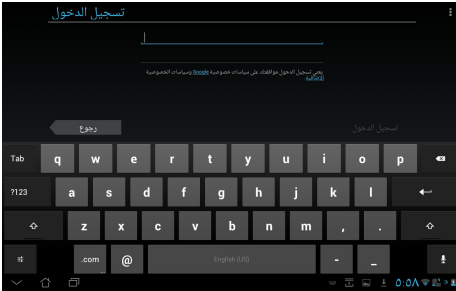 تسجيل الدخول
يعني تسجيل الدخول موافقتك على سياسات خصوصية Google وسياسات الخصوصية
الإضافية.
رجوع
تسجيل الدخول
Tab q w e r t y u i o p
?123 a s d f g h j k l
z x c v b n m , .
.com @ English (US) - _
٥:٥٨